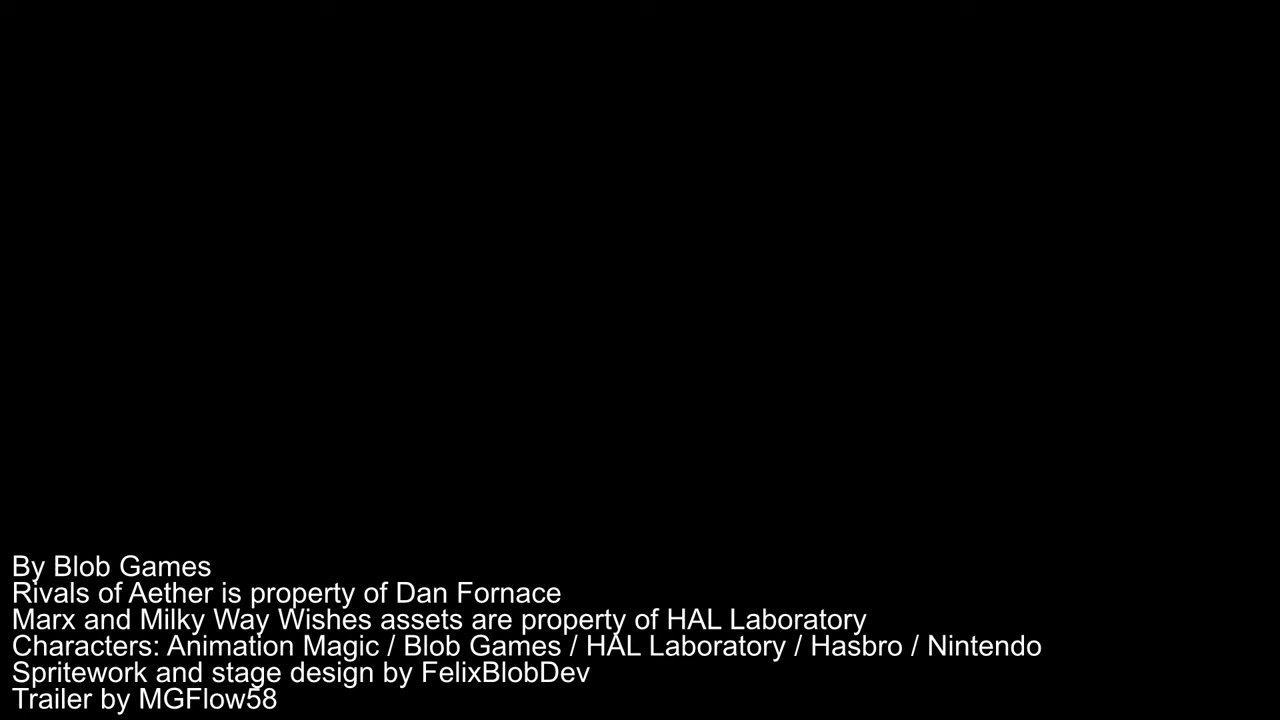 By Blob Games
Rivals of Aether is property of Dan Fornace
Marx and Milky Way Wishes assets are property of HAL Laboratory
Characters: Animation Magic / Blob Games / HAL Laboratory / Hasbro / Nintendo
Spritework and stage design by FelixBlobDev
Trailer by MGFlow58